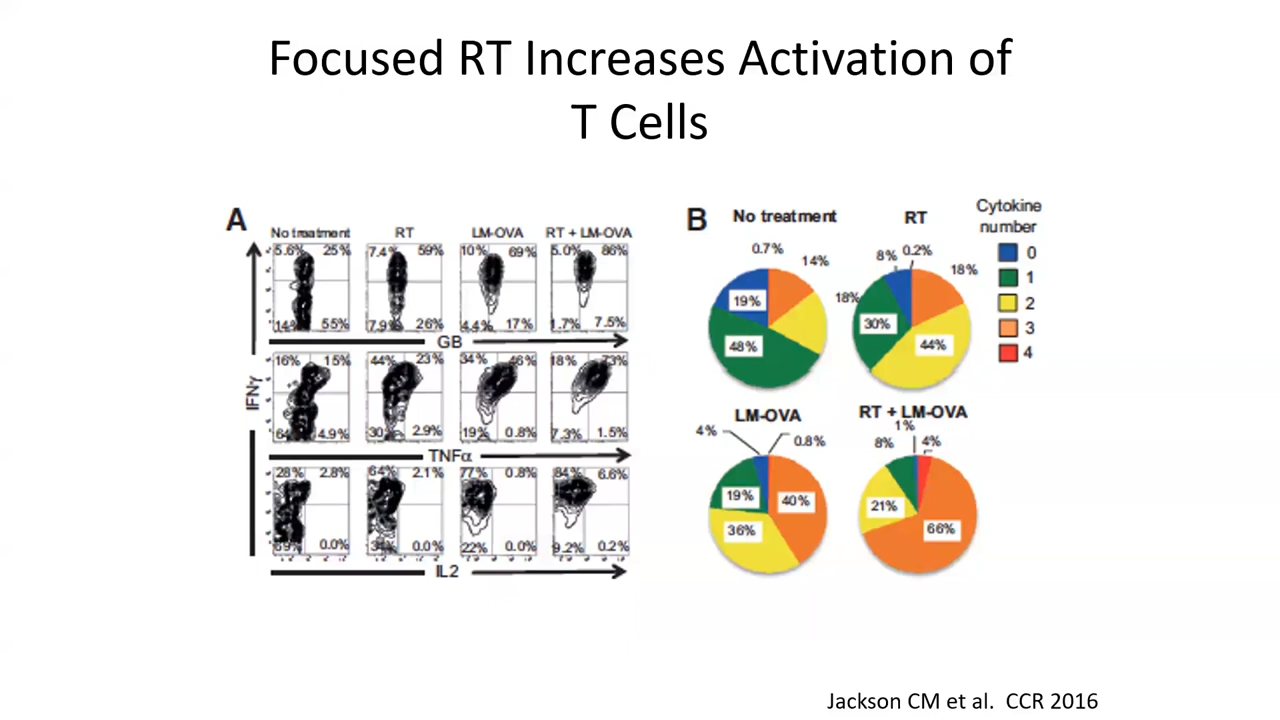 Focused RT Increases Activation of
T Cells
A
No treatment RT LM-OVA RT + LM-OVA
5.6% 25% 7.4% 59% 10% 69% 5.0% 86%
14% 55% 7.9% 26% 4.4% 17% 1.7% 7.5%
GB
16% 15% 44% 23% 34% 46% 18% 73%
4.9% 30 2.9% 19% 0.8% 7.3% 1.5%
TNFα
28% 2.8% 64% 2.1% 77% 0.8% 84% 6.6%
69% 0.0% 0.0% 22% 0.0% 9.2% 0.2%
IL2
IFNγ
B
No treatment
0.7%
14%
19%
18%
48%
RT
8% 0.2%
18%
30%
44%
Cytokine
number
0
1
2
3
4
LM-OVA
4%
0.8%
19%
40%
36%
RT + LM-OVA
1%
8% 4%
21%
66%
Jackson CM et al. CCR 2016